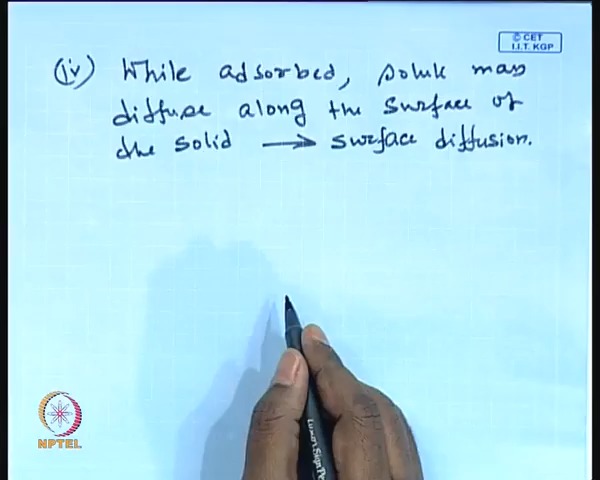 © CET
I.I.T. KGP
(iv) While adsorbed, solute may
diffuse along the surface of
the solid → surface diffusion.
NPTEL